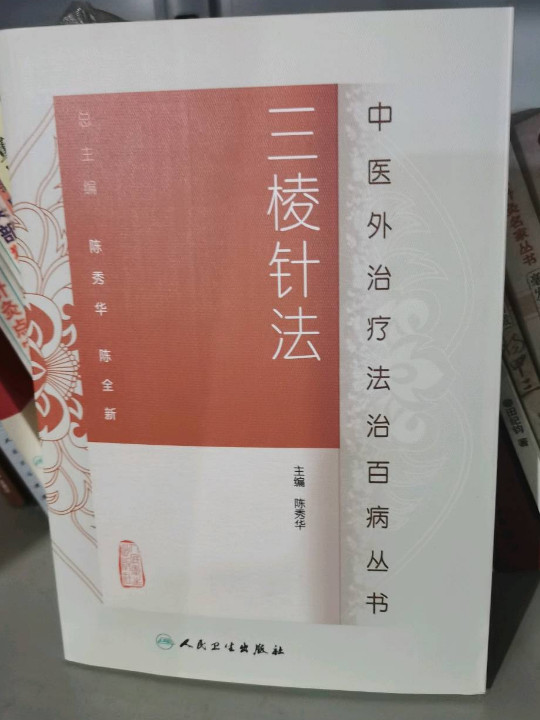 中医外治疗法治百病丛书
三棱针法
总主编 陈秀华 陈全新
主编 陈秀华
人民卫生出版社